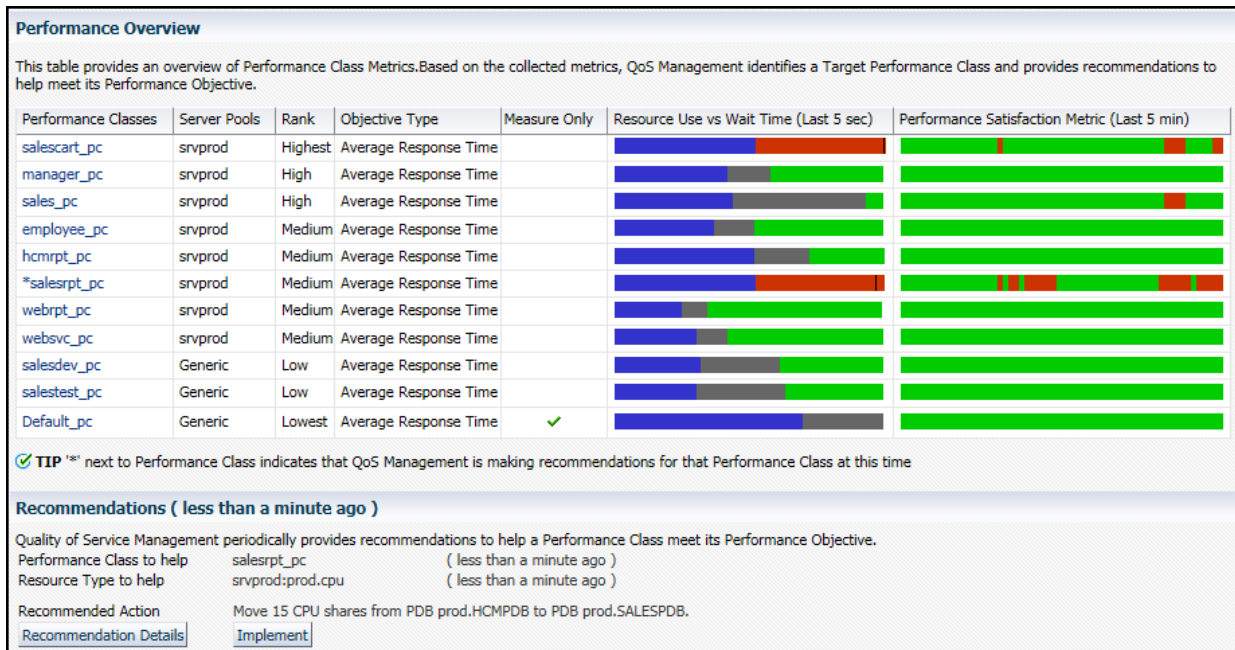 Performance Overview
This table provides an overview of Performance Class Metrics.Based on the collected metrics, QoS Management identifies a Target Performance Class and provides recommendations to
help meet its Performance Objective.
Performance Classes Server Pools Rank Objective Type Measure Only Resource Use vs Wait Time (Last 5 sec) Performance Satisfaction Metric (Last 5 min)
salescart_pc srvprod Highest Average Response Time
manager_pc srvprod High Average Response Time
sales_pc srvprod High Average Response Time
employee_pc srvprod Medium Average Response Time
hcmrpt_pc srvprod Medium Average Response Time
*salesrpt_pc srvprod Medium Average Response Time
webrpt_pc srvprod Medium Average Response Time
websvc_pc srvprod Medium Average Response Time
salesdev_pc Generic Low Average Response Time
salestest_pc Generic Low Average Response Time
Default_pc Generic Lowest Average Response Time
TIP '*' next to Performance Class indicates that QoS Management is making recommendations for that Performance Class at this time
Recommendations ( less than a minute ago )
Quality of Service Management periodically provides recommendations to help a Performance Class meet its Performance Objective.
Performance Class to help salesrpt_pc ( less than a minute ago )
Resource Type to help srvprod:prod.cpu ( less than a minute ago )
Recommended Action Move 15 CPU shares from PDB prod.HCMPDB to PDB prod.SALESPDB.
Recommendation Details Implement